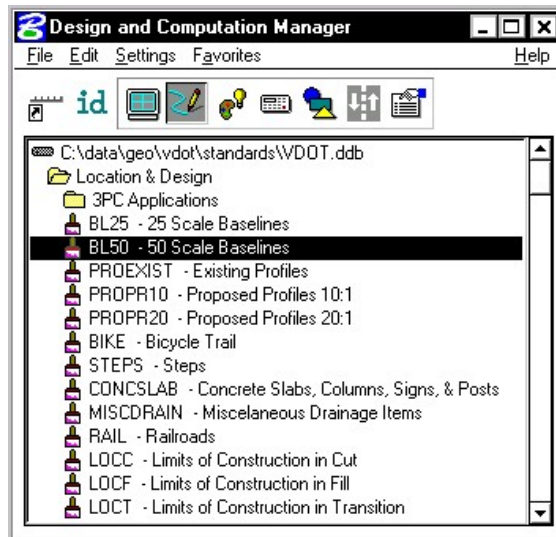 Design and Computation Manager
File Edit Settings Favorites Help
id
C:\data\geo\vdot\standards\VDOT.ddb
Location & Design
3PC Applications
BL25 - 25 Scale Baselines
BL50 - 50 Scale Baselines
PROEXIST - Existing Profiles
PROPR10 - Proposed Profiles 10:1
PROPR20 - Proposed Profiles 20:1
BIKE - Bicycle Trail
STEPS - Steps
CONCSLAB - Concrete Slabs, Columns, Signs, & Posts
MISCDRAIN - Miscelaneous Drainage Items
RAIL - Railroads
LOCC - Limits of Construction in Cut
LOCF - Limits of Construction in Fill
LOCT - Limits of Construction in Transition